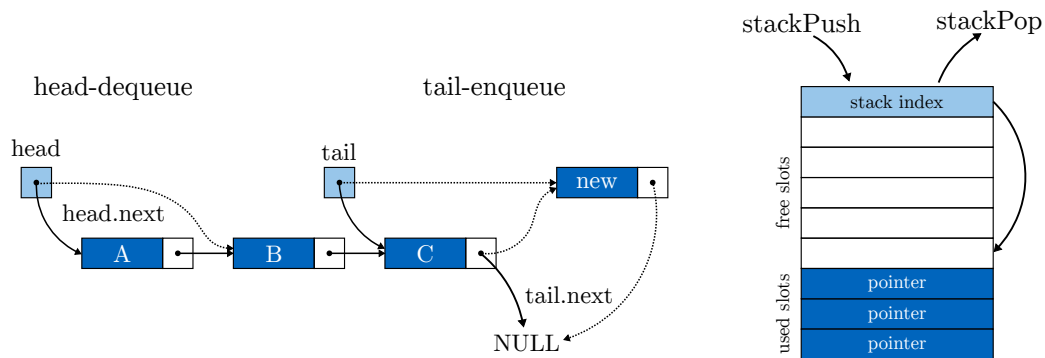 head-dequeue
tail-enqueue
head
tail
new
head.next
A
B
C
tail.next
NULL
stackPush
stackPop
stack index
free slots
used slots
pointer
pointer
pointer